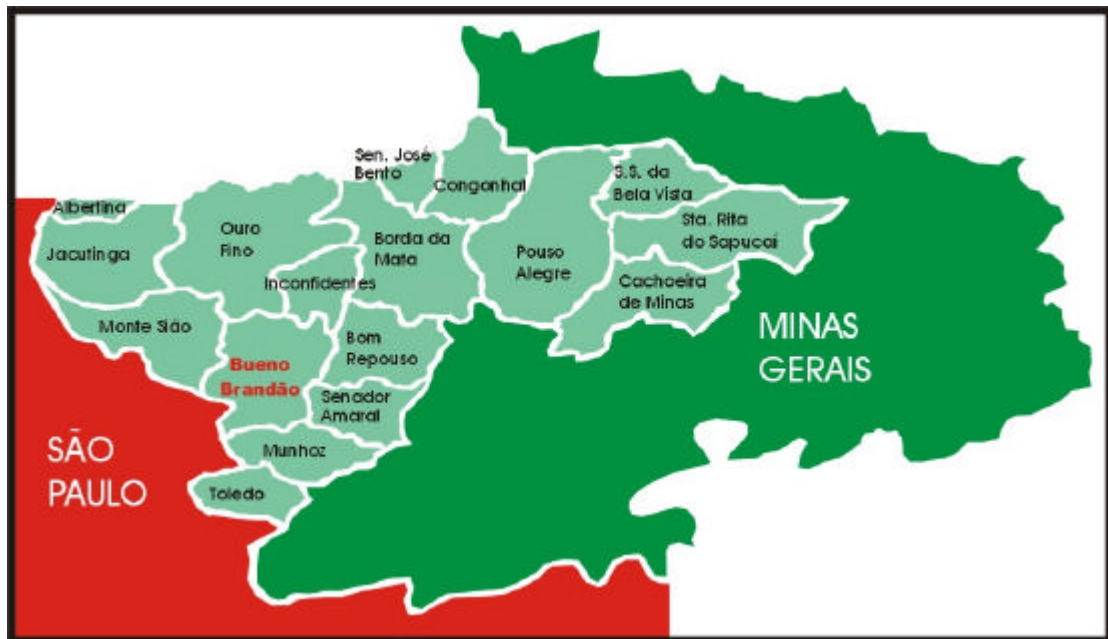 Sen. José
Bento
Congonhal
S.S. da
Bela Vista
Albertina
Sta. Rita
do Sapucaí
Ouro
Fino
Borda da
Mata
Jacutinga
Pouso
Alegre
Inconfidentes
Cachoeira
de Minas
Monte Sião
MINAS
GERAIS
Bom
Repouso
Bueno
Brandão
Senador
Amaral
SÃO
PAULO
Munhoz
Toledo